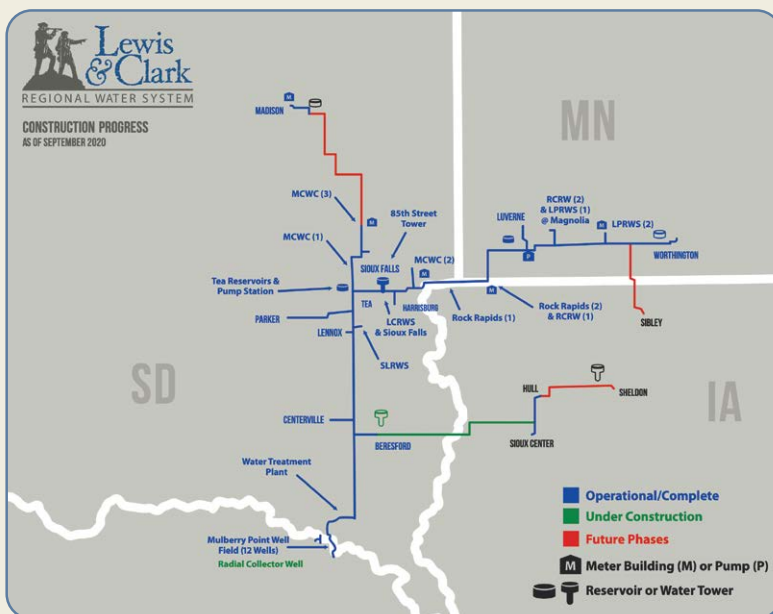 Lewis
& Clark
REGIONAL WATER SYSTEM
CONSTRUCTION PROGRESS
AS OF SEPTEMBER 2020
MN
M
MADISON
MCWC (3)
M
85th Street
Tower
MCWC (1)
SIOUX FALLS
MCWC (2)
M
Tea Reservoirs &
Pump Station
TEA
HARRISBURG
LCRWS
& Sioux Falls
PARKER
LENNOX
SLRWS
RCRW (2)
& LPRWS (1)
@ Magnolia
LUVERNE
P
M
LPRWS (2)
WORTHINGTON
M
Rock Rapids (1)
Rock Rapids (2)
& RCRW (1)
SIBLEY
SD
HULL
SHELDON
IA
CENTERVILLE
BERESFORD
SIOUX CENTER
Water Treatment
Plant
Mulberry Point Well
Field (12 Wells)
Radial Collector Well
Operational/Complete
Under Construction
Future Phases
M
Meter Building (M) or Pump (P)
Reservoir or Water Tower